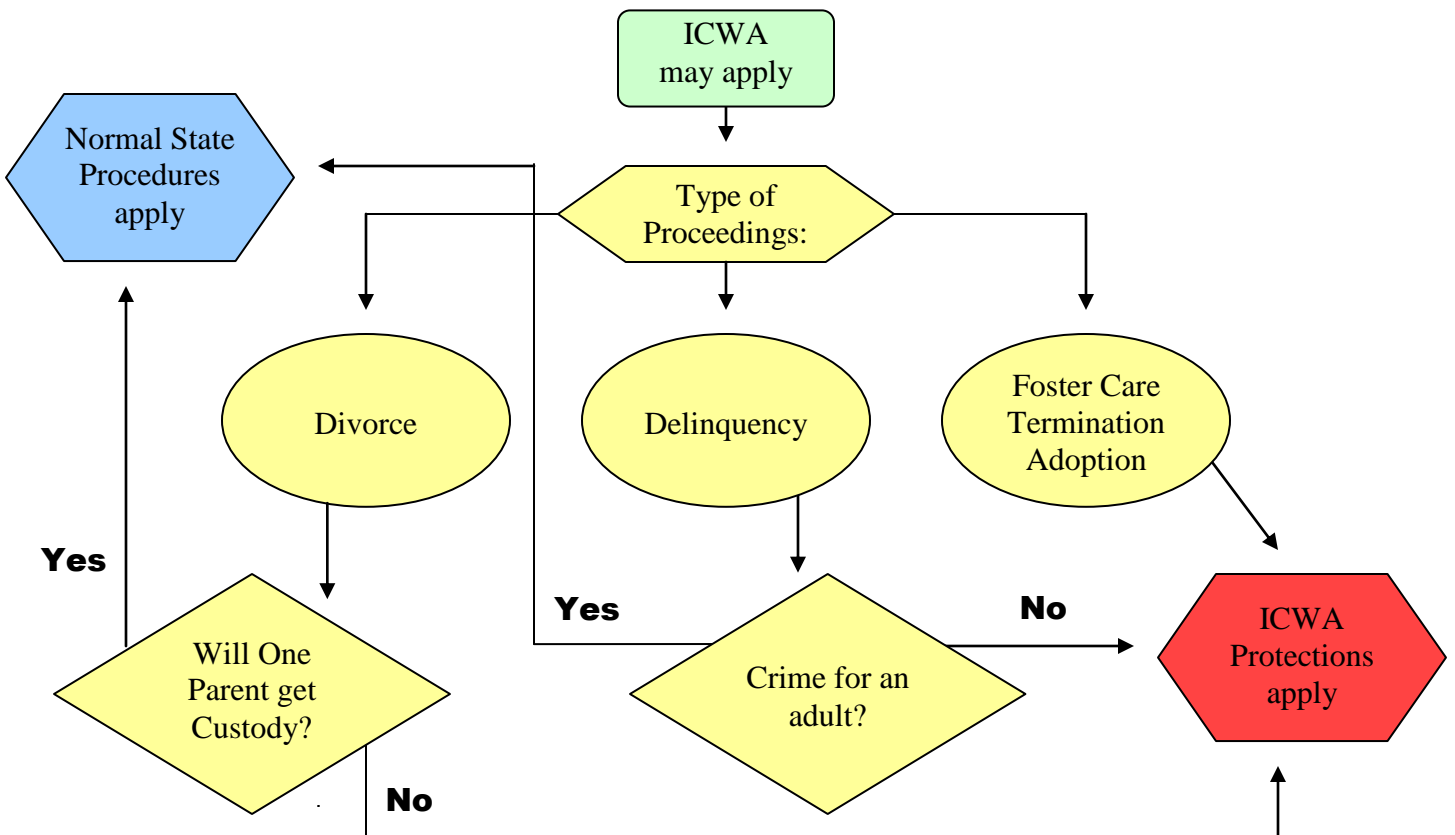 ICWA
may apply
Normal State
Procedures
apply
Type of
Proceedings:
Divorce
Delinquency
Foster Care
Termination
Adoption
Yes
Yes
No
Will One
Parent get
Custody?
Crime for an
adult?
ICWA
Protections
apply
No